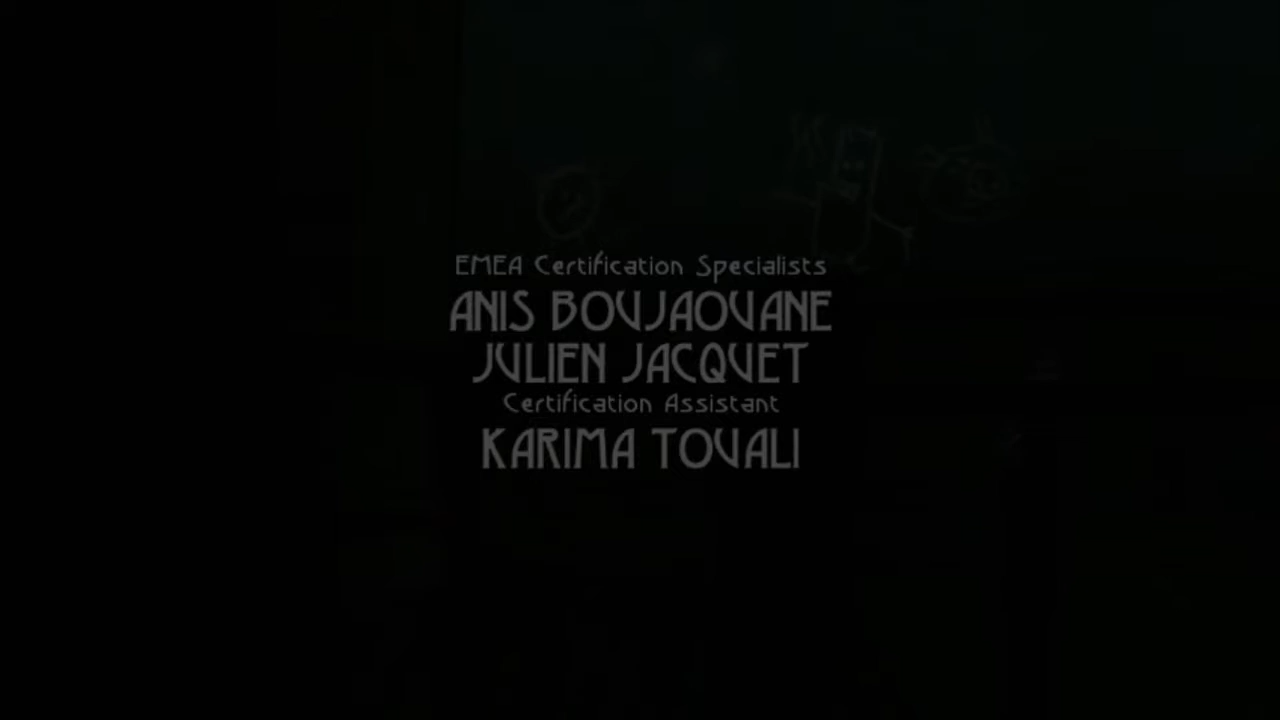 EMEA Certification Specialists
ANIS BOUJAOUANE
JULIEN JACQUET
Certification Assistant
KARIMA TOUALI